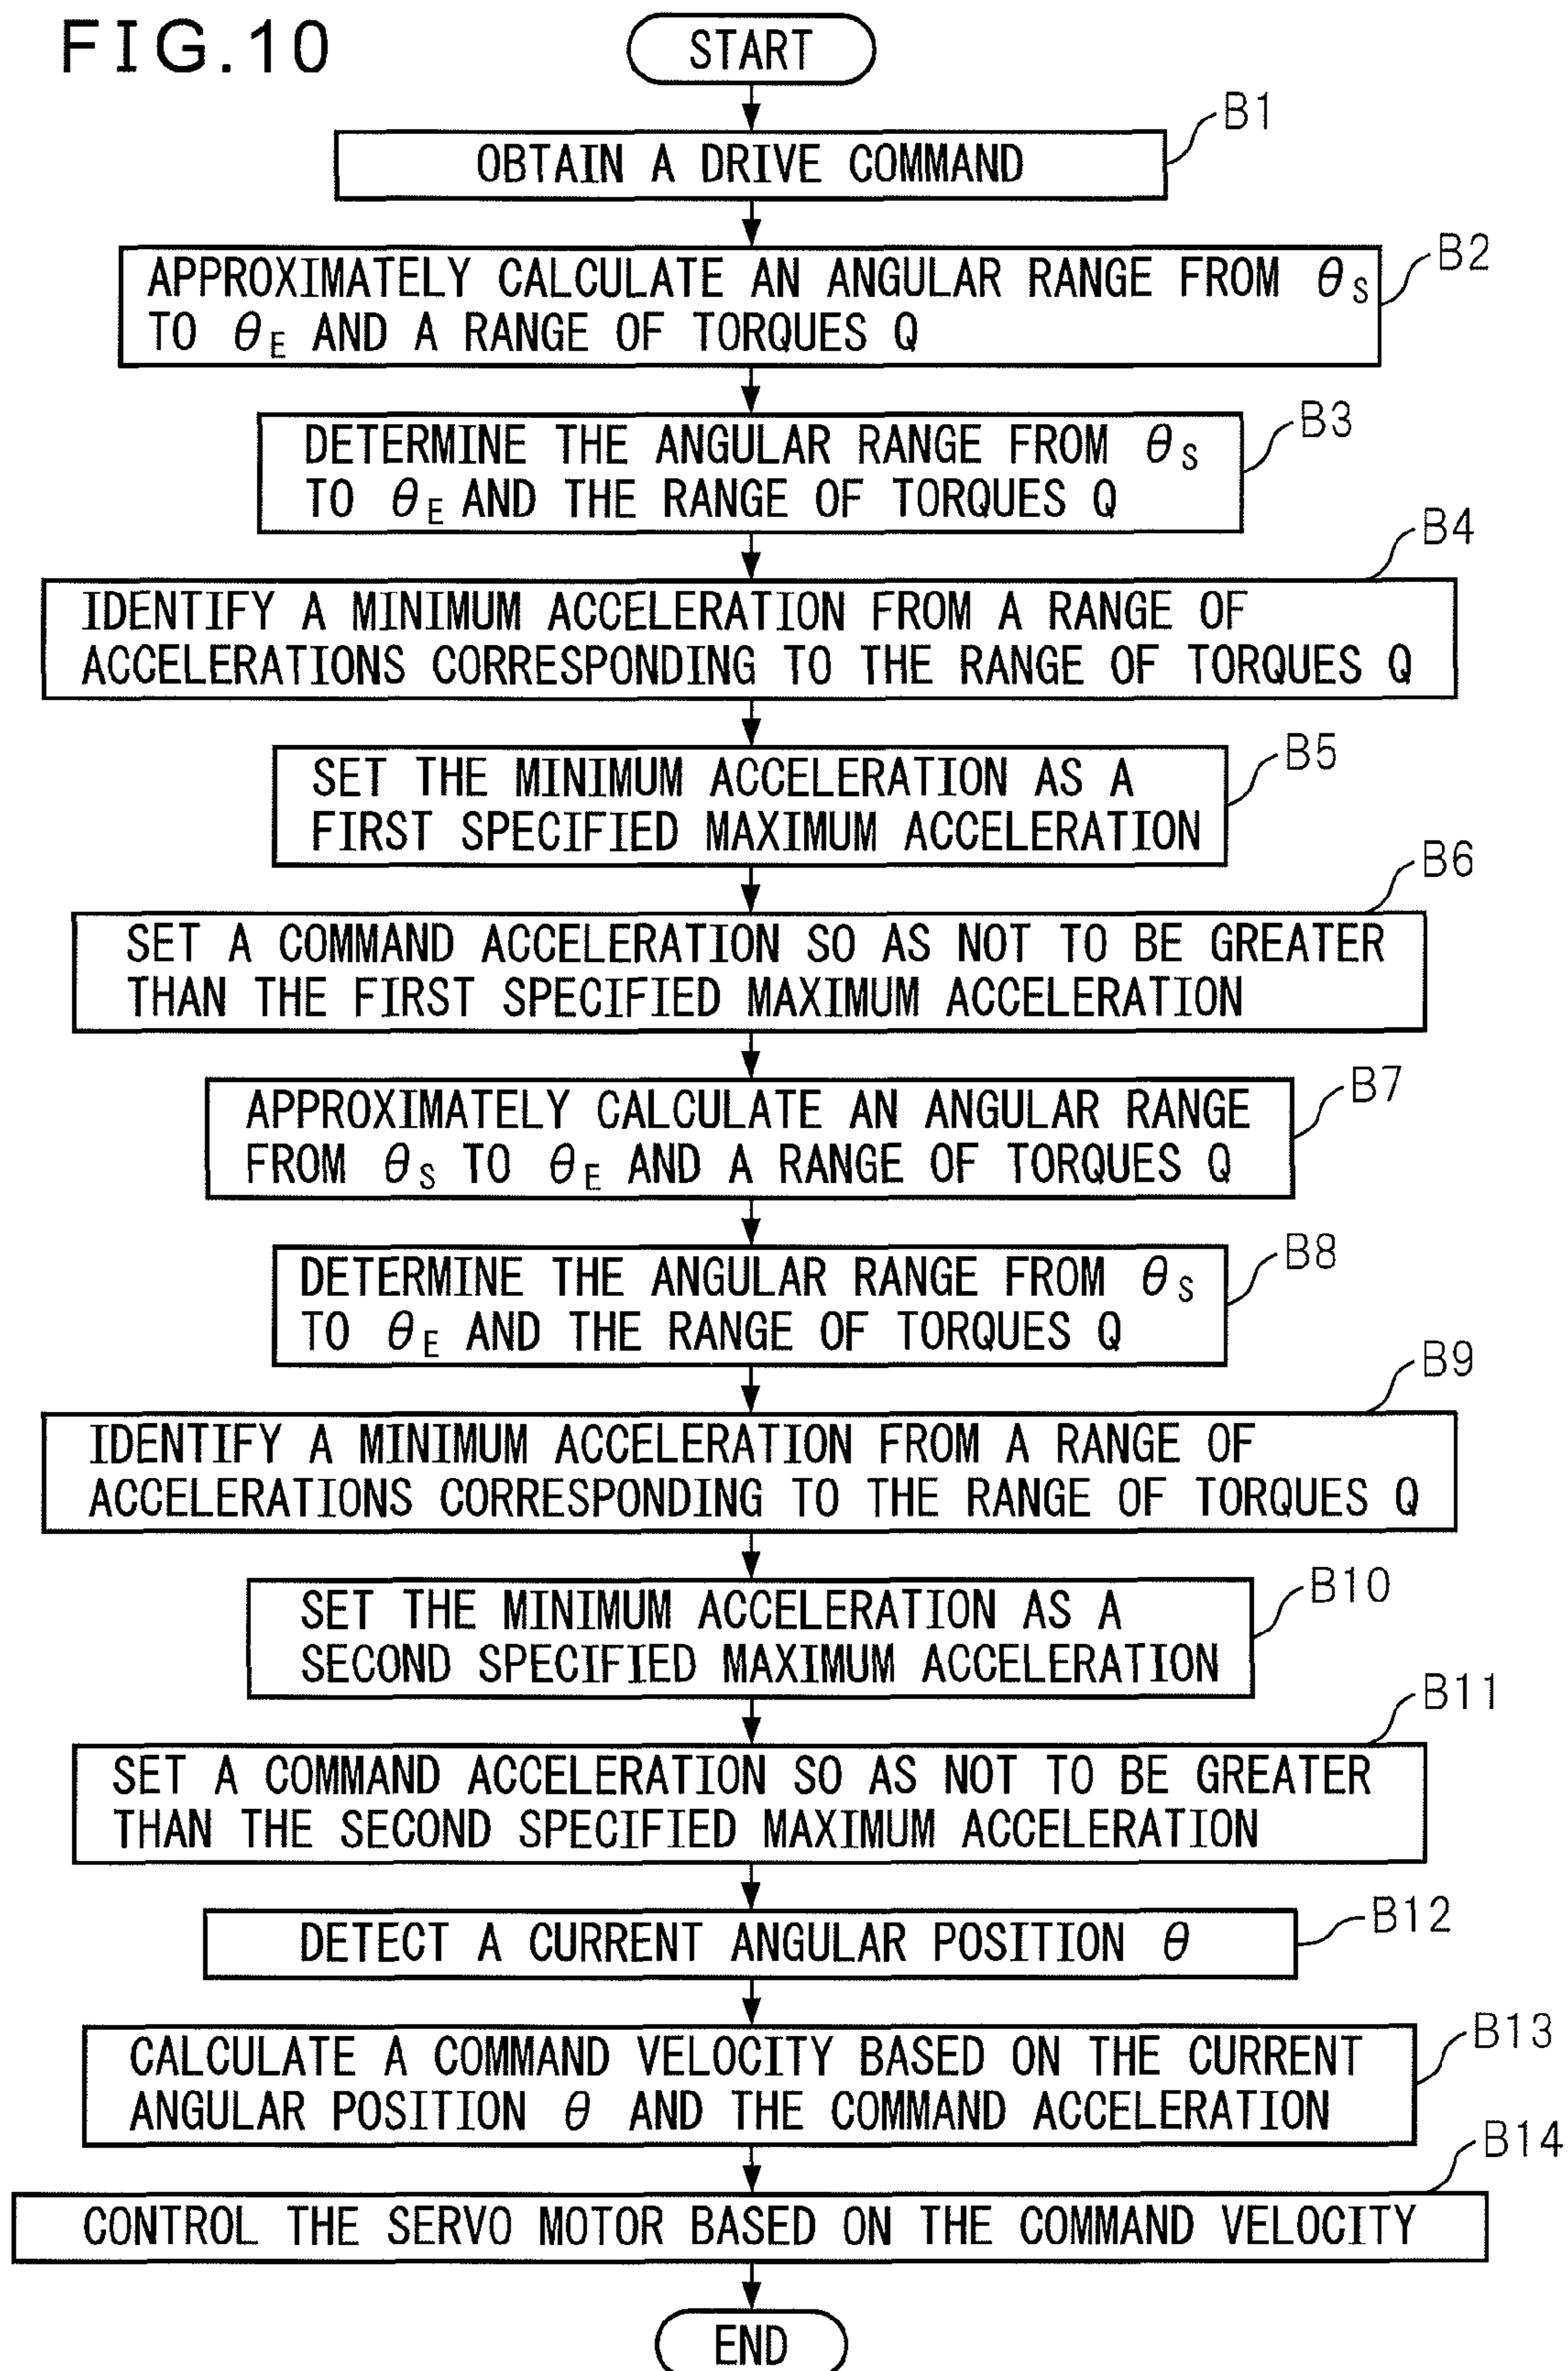 FIG.10
START
B1
OBTAIN A DRIVE COMMAND
B2
APPROXIMATELY CALCULATE AN ANGULAR RANGE FROM θS
TO θE AND A RANGE OF TORQUES Q
B3
DETERMINE THE ANGULAR RANGE FROM θS
TO θE AND THE RANGE OF TORQUES Q
B4
IDENTIFY A MINIMUM ACCELERATION FROM A RANGE OF
ACCELERATIONS CORRESPONDING TO THE RANGE OF TORQUES Q
B5
SET THE MINIMUM ACCELERATION AS A
FIRST SPECIFIED MAXIMUM ACCELERATION
B6
SET A COMMAND ACCELERATION SO AS NOT TO BE GREATER
THAN THE FIRST SPECIFIED MAXIMUM ACCELERATION
B7
APPROXIMATELY CALCULATE AN ANGULAR RANGE
FROM θS TO θE AND A RANGE OF TORQUES Q
B8
DETERMINE THE ANGULAR RANGE FROM θS
TO θE AND THE RANGE OF TORQUES Q
B9
IDENTIFY A MINIMUM ACCELERATION FROM A RANGE OF
ACCELERATIONS CORRESPONDING TO THE RANGE OF TORQUES Q
B10
SET THE MINIMUM ACCELERATION AS A
SECOND SPECIFIED MAXIMUM ACCELERATION
B11
SET A COMMAND ACCELERATION SO AS NOT TO BE GREATER
THAN THE SECOND SPECIFIED MAXIMUM ACCELERATION
B12
DETECT A CURRENT ANGULAR POSITION θ
B13
CALCULATE A COMMAND VELOCITY BASED ON THE CURRENT
ANGULAR POSITION θ AND THE COMMAND ACCELERATION
B14
CONTROL THE SERVO MOTOR BASED ON THE COMMAND VELOCITY
END